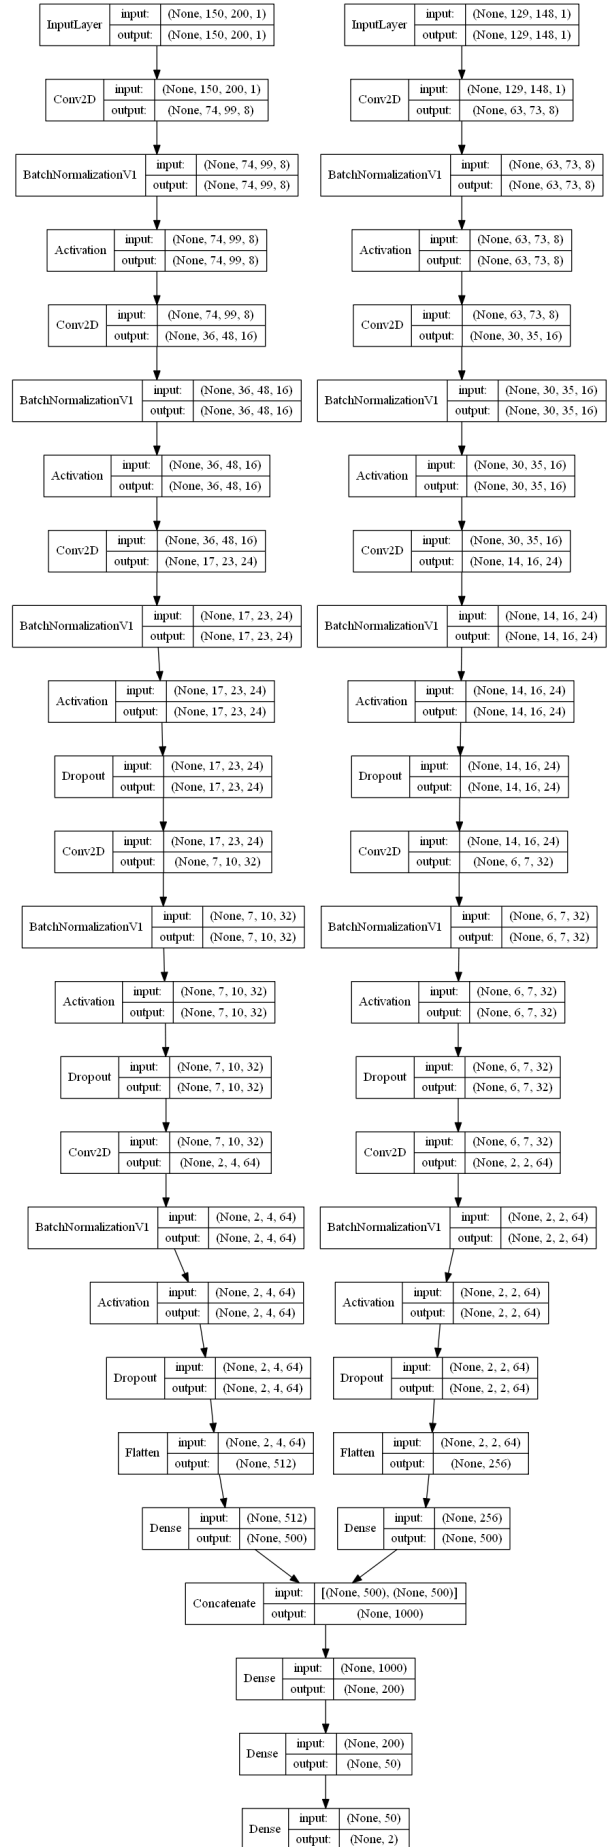 InputLayer input: (None, 150, 200, 1)
output: (None, 150, 200, 1)
Conv2D input: (None, 150, 200, 1)
output: (None, 74, 99, 8)
BatchNormalizationV1 input: (None, 74, 99, 8)
output: (None, 74, 99, 8)
Activation input: (None, 74, 99, 8)
output: (None, 74, 99, 8)
Conv2D input: (None, 74, 99, 8)
output: (None, 36, 48, 16)
BatchNormalizationV1 input: (None, 36, 48, 16)
output: (None, 36, 48, 16)
Activation input: (None, 36, 48, 16)
output: (None, 36, 48, 16)
Conv2D input: (None, 36, 48, 16)
output: (None, 17, 23, 24)
BatchNormalizationV1 input: (None, 17, 23, 24)
output: (None, 17, 23, 24)
Activation input: (None, 17, 23, 24)
output: (None, 17, 23, 24)
Dropout input: (None, 17, 23, 24)
output: (None, 17, 23, 24)
Conv2D input: (None, 17, 23, 24)
output: (None, 7, 10, 32)
BatchNormalizationV1 input: (None, 7, 10, 32)
output: (None, 7, 10, 32)
Activation input: (None, 7, 10, 32)
output: (None, 7, 10, 32)
Dropout input: (None, 7, 10, 32)
output: (None, 7, 10, 32)
Conv2D input: (None, 7, 10, 32)
output: (None, 2, 4, 64)
BatchNormalizationV1 input: (None, 2, 4, 64)
output: (None, 2, 4, 64)
Activation input: (None, 2, 4, 64)
output: (None, 2, 4, 64)
Dropout input: (None, 2, 4, 64)
output: (None, 2, 4, 64)
Flatten input: (None, 2, 4, 64)
output: (None, 512)
Dense input: (None, 512)
output: (None, 500)
InputLayer input: (None, 129, 148, 1)
output: (None, 129, 148, 1)
Conv2D input: (None, 129, 148, 1)
output: (None, 63, 73, 8)
BatchNormalizationV1 input: (None, 63, 73, 8)
output: (None, 63, 73, 8)
Activation input: (None, 63, 73, 8)
output: (None, 63, 73, 8)
Conv2D input: (None, 63, 73, 8)
output: (None, 30, 35, 16)
BatchNormalizationV1 input: (None, 30, 35, 16)
output: (None, 30, 35, 16)
Activation input: (None, 30, 35, 16)
output: (None, 30, 35, 16)
Conv2D input: (None, 30, 35, 16)
output: (None, 14, 16, 24)
BatchNormalizationV1 input: (None, 14, 16, 24)
output: (None, 14, 16, 24)
Activation input: (None, 14, 16, 24)
output: (None, 14, 16, 24)
Dropout input: (None, 14, 16, 24)
output: (None, 14, 16, 24)
Conv2D input: (None, 14, 16, 24)
output: (None, 6, 7, 32)
BatchNormalizationV1 input: (None, 6, 7, 32)
output: (None, 6, 7, 32)
Activation input: (None, 6, 7, 32)
output: (None, 6, 7, 32)
Dropout input: (None, 6, 7, 32)
output: (None, 6, 7, 32)
Conv2D input: (None, 6, 7, 32)
output: (None, 2, 2, 64)
BatchNormalizationV1 input: (None, 2, 2, 64)
output: (None, 2, 2, 64)
Activation input: (None, 2, 2, 64)
output: (None, 2, 2, 64)
Dropout input: (None, 2, 2, 64)
output: (None, 2, 2, 64)
Flatten input: (None, 2, 2, 64)
output: (None, 256)
Dense input: (None, 256)
output: (None, 500)
Concatenate input: [(None, 500), (None, 500)]
output: (None, 1000)
Dense input: (None, 1000)
output: (None, 200)
Dense input: (None, 200)
output: (None, 50)
Dense input: (None, 50)
output: (None, 2)